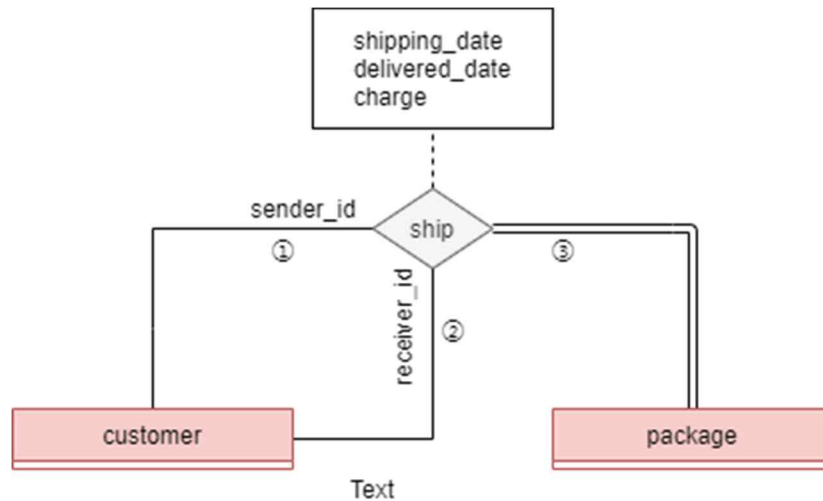 shipping_date
delivered_date
charge
sender_id
ship
①
③
receiver_id
②
customer
package
Text